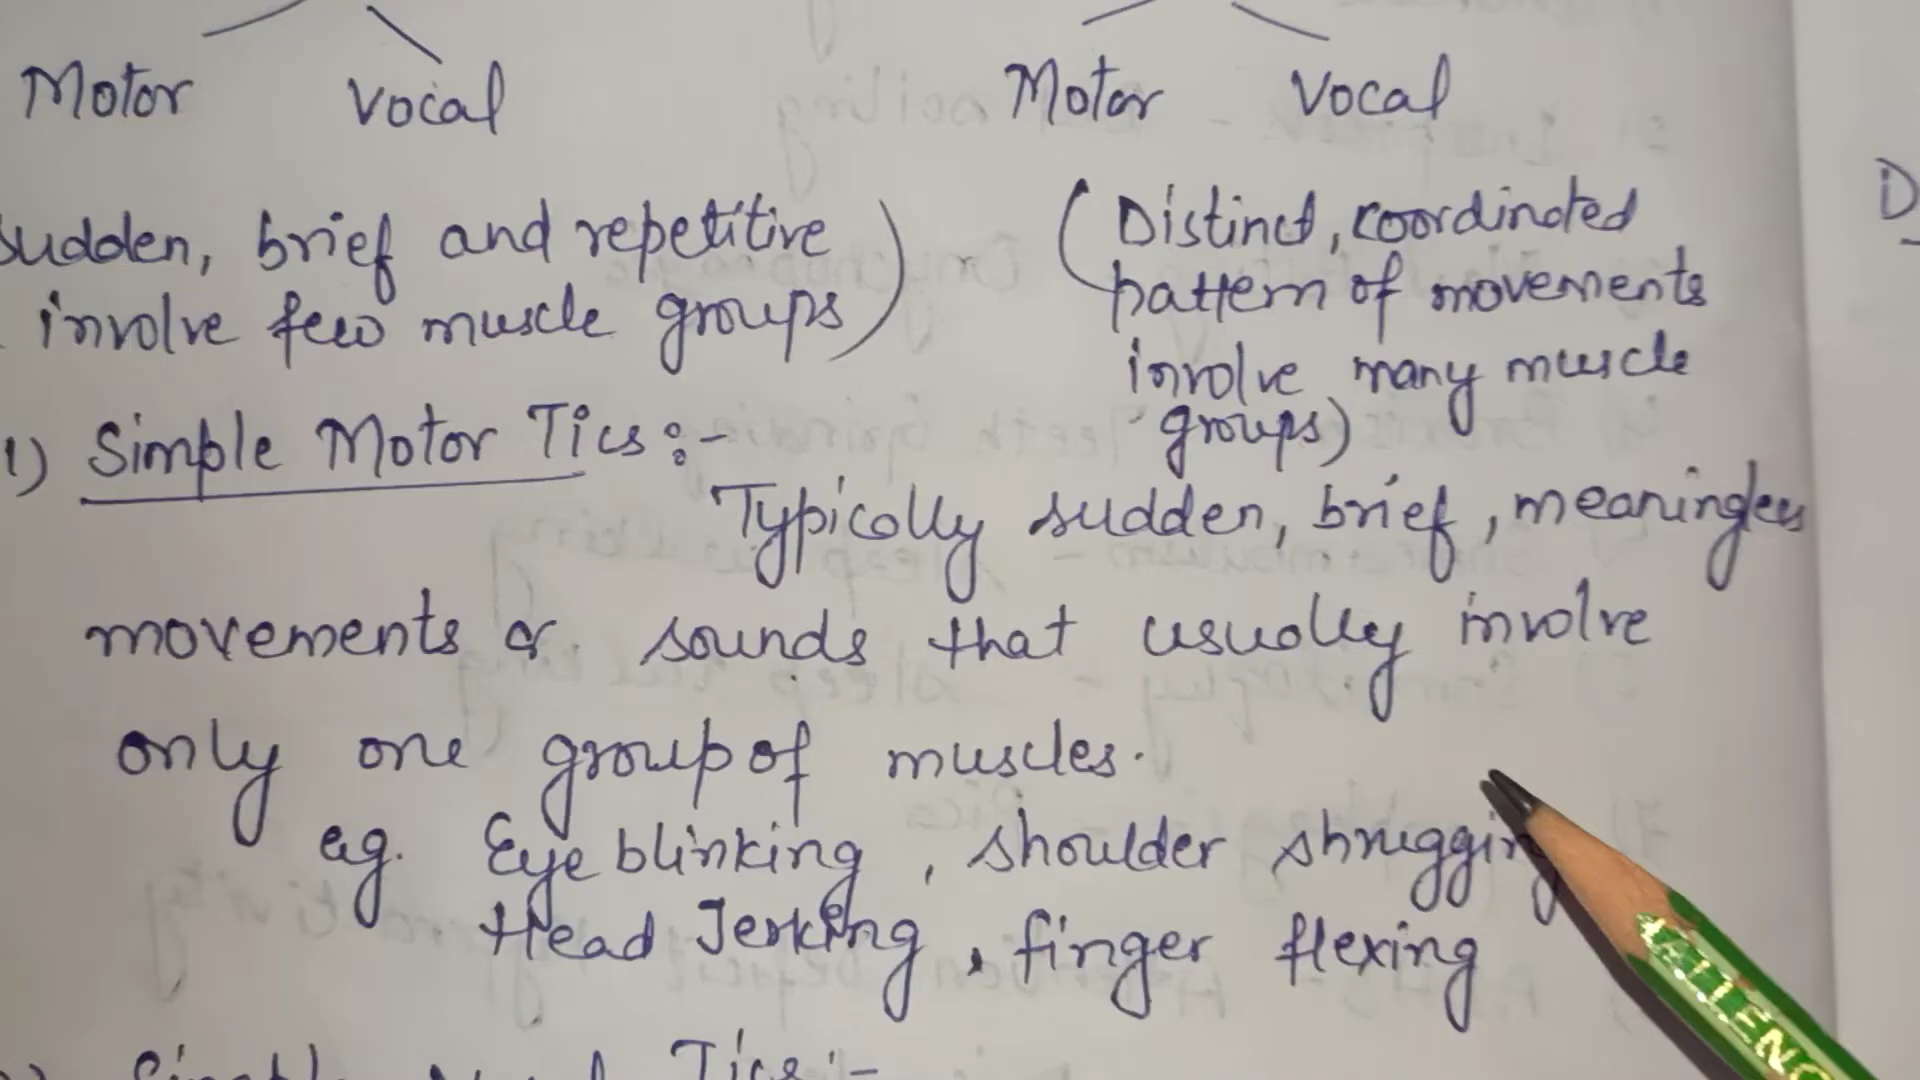 Motor Vocal Motor Vocal
sudden, brief and repetitive
involve few muscle groups)
(Distinct, coordinated
pattern of movements
involve many muscle
groups)
1) Simple Motor Tics :-
Typically sudden, brief, meaningless
movements or sounds that usually involve
only one group of muscles.
eg. Eye blinking, shoulder shrugging
Head Jerking, finger flexing
Tics :-